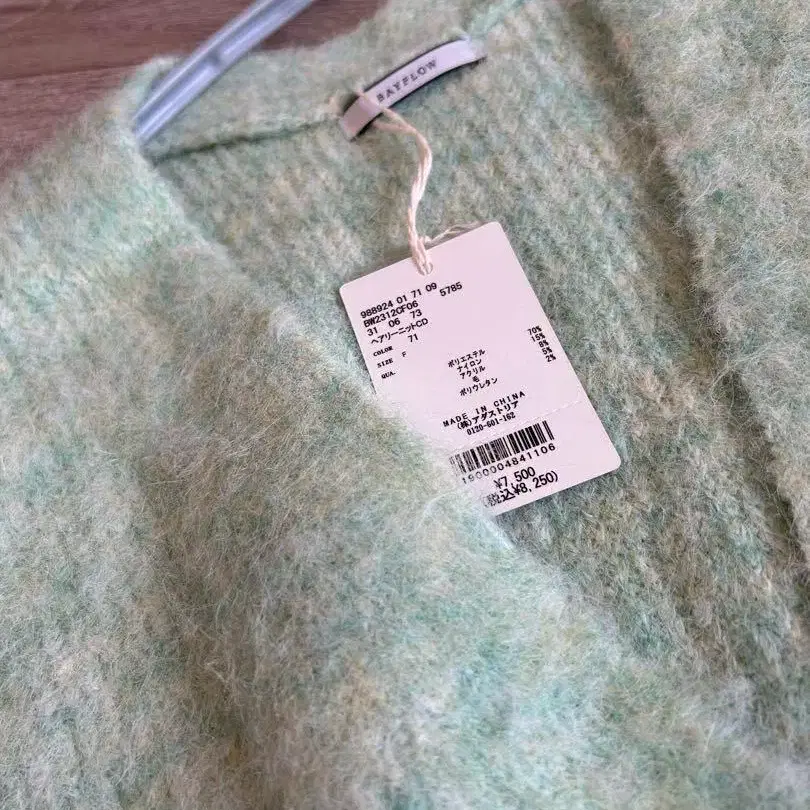 BAYFLOW
988924 01 71 09
BW2312CF06 5785
31 06 73
ヘアリーニットCD
COLOR 71
SIZE F
QUA. ポリエステル 70%
ナイロン 15%
アクリル 8%
毛 5%
ポリウレタン 2%
MADE IN CHINA
(株)アダストリア
0120-601-162
1900004841106
¥7,500
(税込¥8,250)